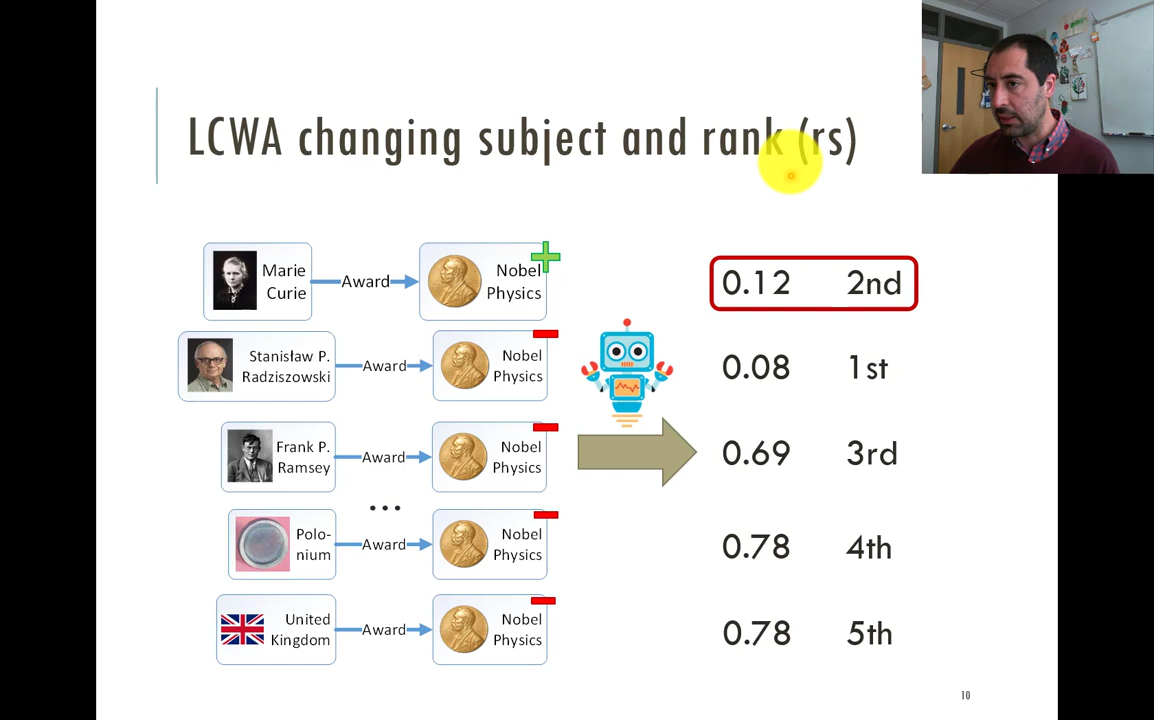 LCWA changing subject and rank (rs)
Marie
Curie
Award
Nobel
Physics
0.12 2nd
Stanisław P.
Radziszowski
Award
Nobel
Physics
0.08 1st
Frank P.
Ramsey
Award
Nobel
Physics
0.69 3rd
...
Polo-
nium
Award
Nobel
Physics
0.78 4th
United
Kingdom
Award
Nobel
Physics
0.78 5th
10